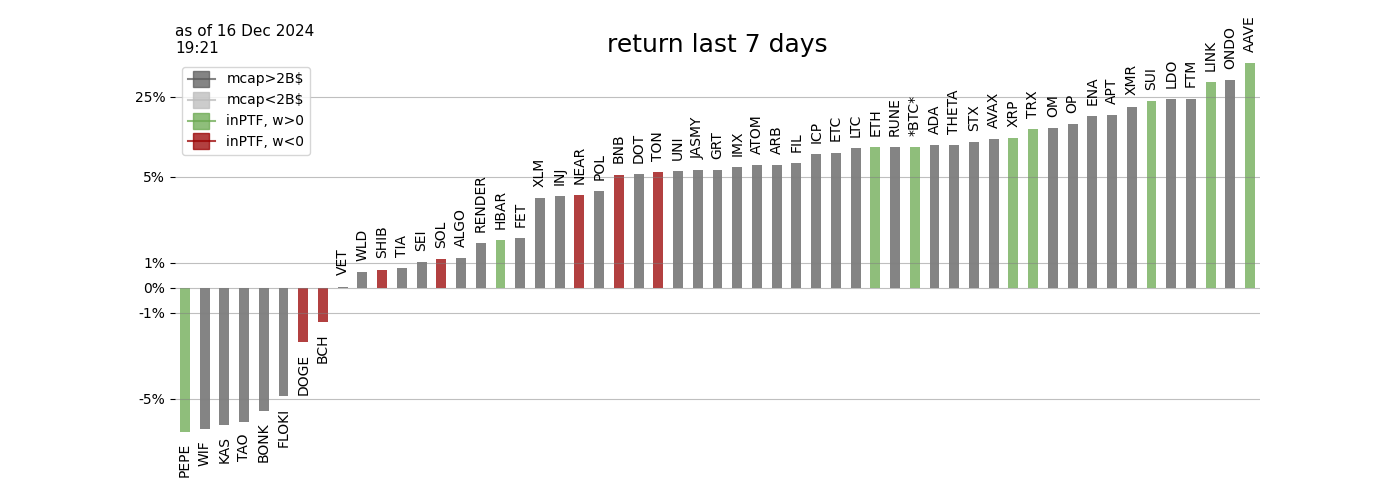 as of 16 Dec 2024
19:21
return last 7 days
mcap>2B$
mcap<2B$
inPTF, w>0
inPTF, w<0
25%
5%
1%
0%
-1%
-5%
PEPE
WIF
KAS
TAO
BONK
FLOKI
DOGE
BCH
VET
WLD
SHIB
TIA
SEI
SOL
ALGO
RENDER
HBAR
FET
XLM
INJ
NEAR
POL
BNB
DOT
TON
UNI
JASMY
GRT
IMX
ATOM
ARB
FIL
ICP
ETC
LTC
ETH
RUNE
*BTC*
ADA
THETA
STX
AVAX
XRP
TRX
OM
OP
ENA
APT
XMR
SUI
LDO
FTM
LINK
ONDO
AAVE